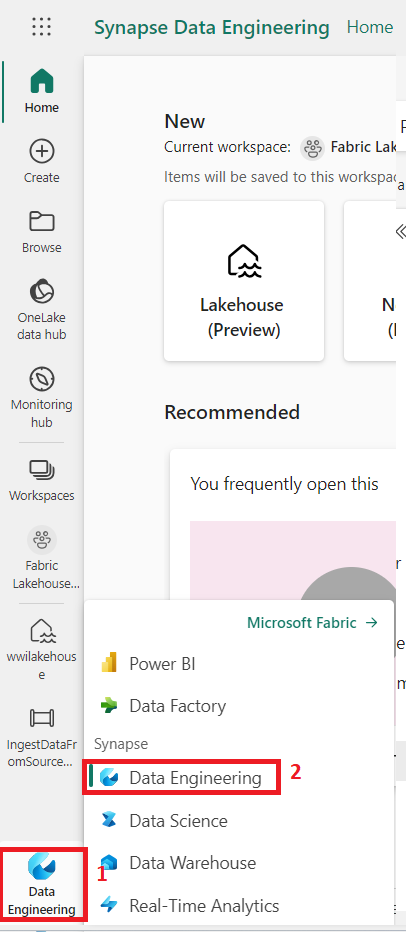 Synapse Data Engineering Home
Home
Create
Browse
OneLake
data hub
Monitoring
hub
Workspaces
Fabric
Lakehouse...
wwilakehous
e
IngestDataFr
omSource...
Data
Engineering
1
New
Current workspace: Fabric Lak
Items will be saved to this workspac
Lakehouse
(Preview)
N
(
Recommended
You frequently open this
Microsoft Fabric →
Power BI
Data Factory
Synapse
Data Engineering 2
Data Science
Data Warehouse
Real-Time Analytics